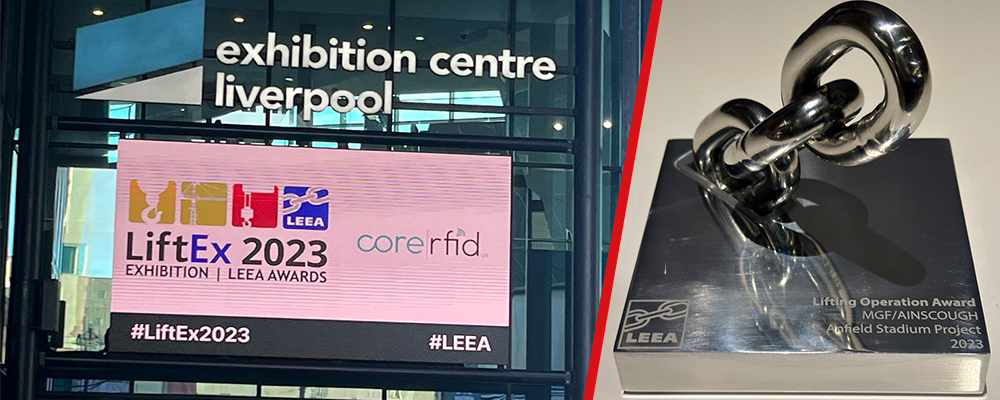 exhibition centre
liverpool
LEEA
LiftEx 2023
EXHIBITION | LEEA AWARDS
core|rfid
#LiftEx2023
#LEEA
LEEA
Lifting Operation Award
MGF/AINSCOUGH
Anfield Stadium Project
2023